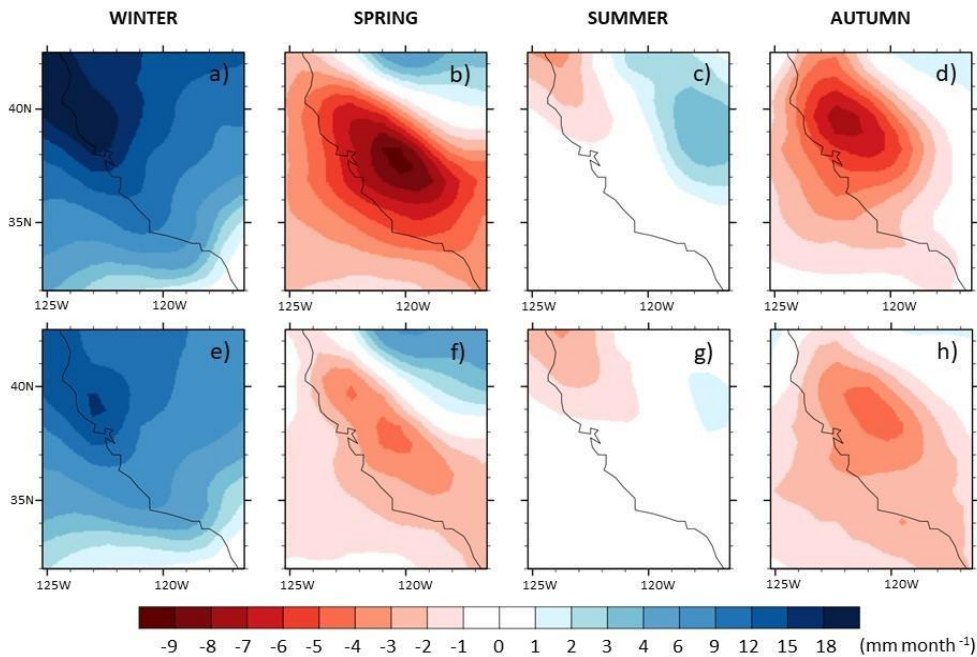 WINTER SPRING SUMMER AUTUMN
a) b) c) d)
40N
35N
125W 120W 125W 120W 125W 120W 125W 120W
e) f) g) h)
40N
35N
125W 120W 125W 120W 125W 120W 125W 120W
-9 -8 -7 -6 -5 -4 -3 -2 -1 0 1 2 3 4 6 9 12 15 18 (mm month -1)